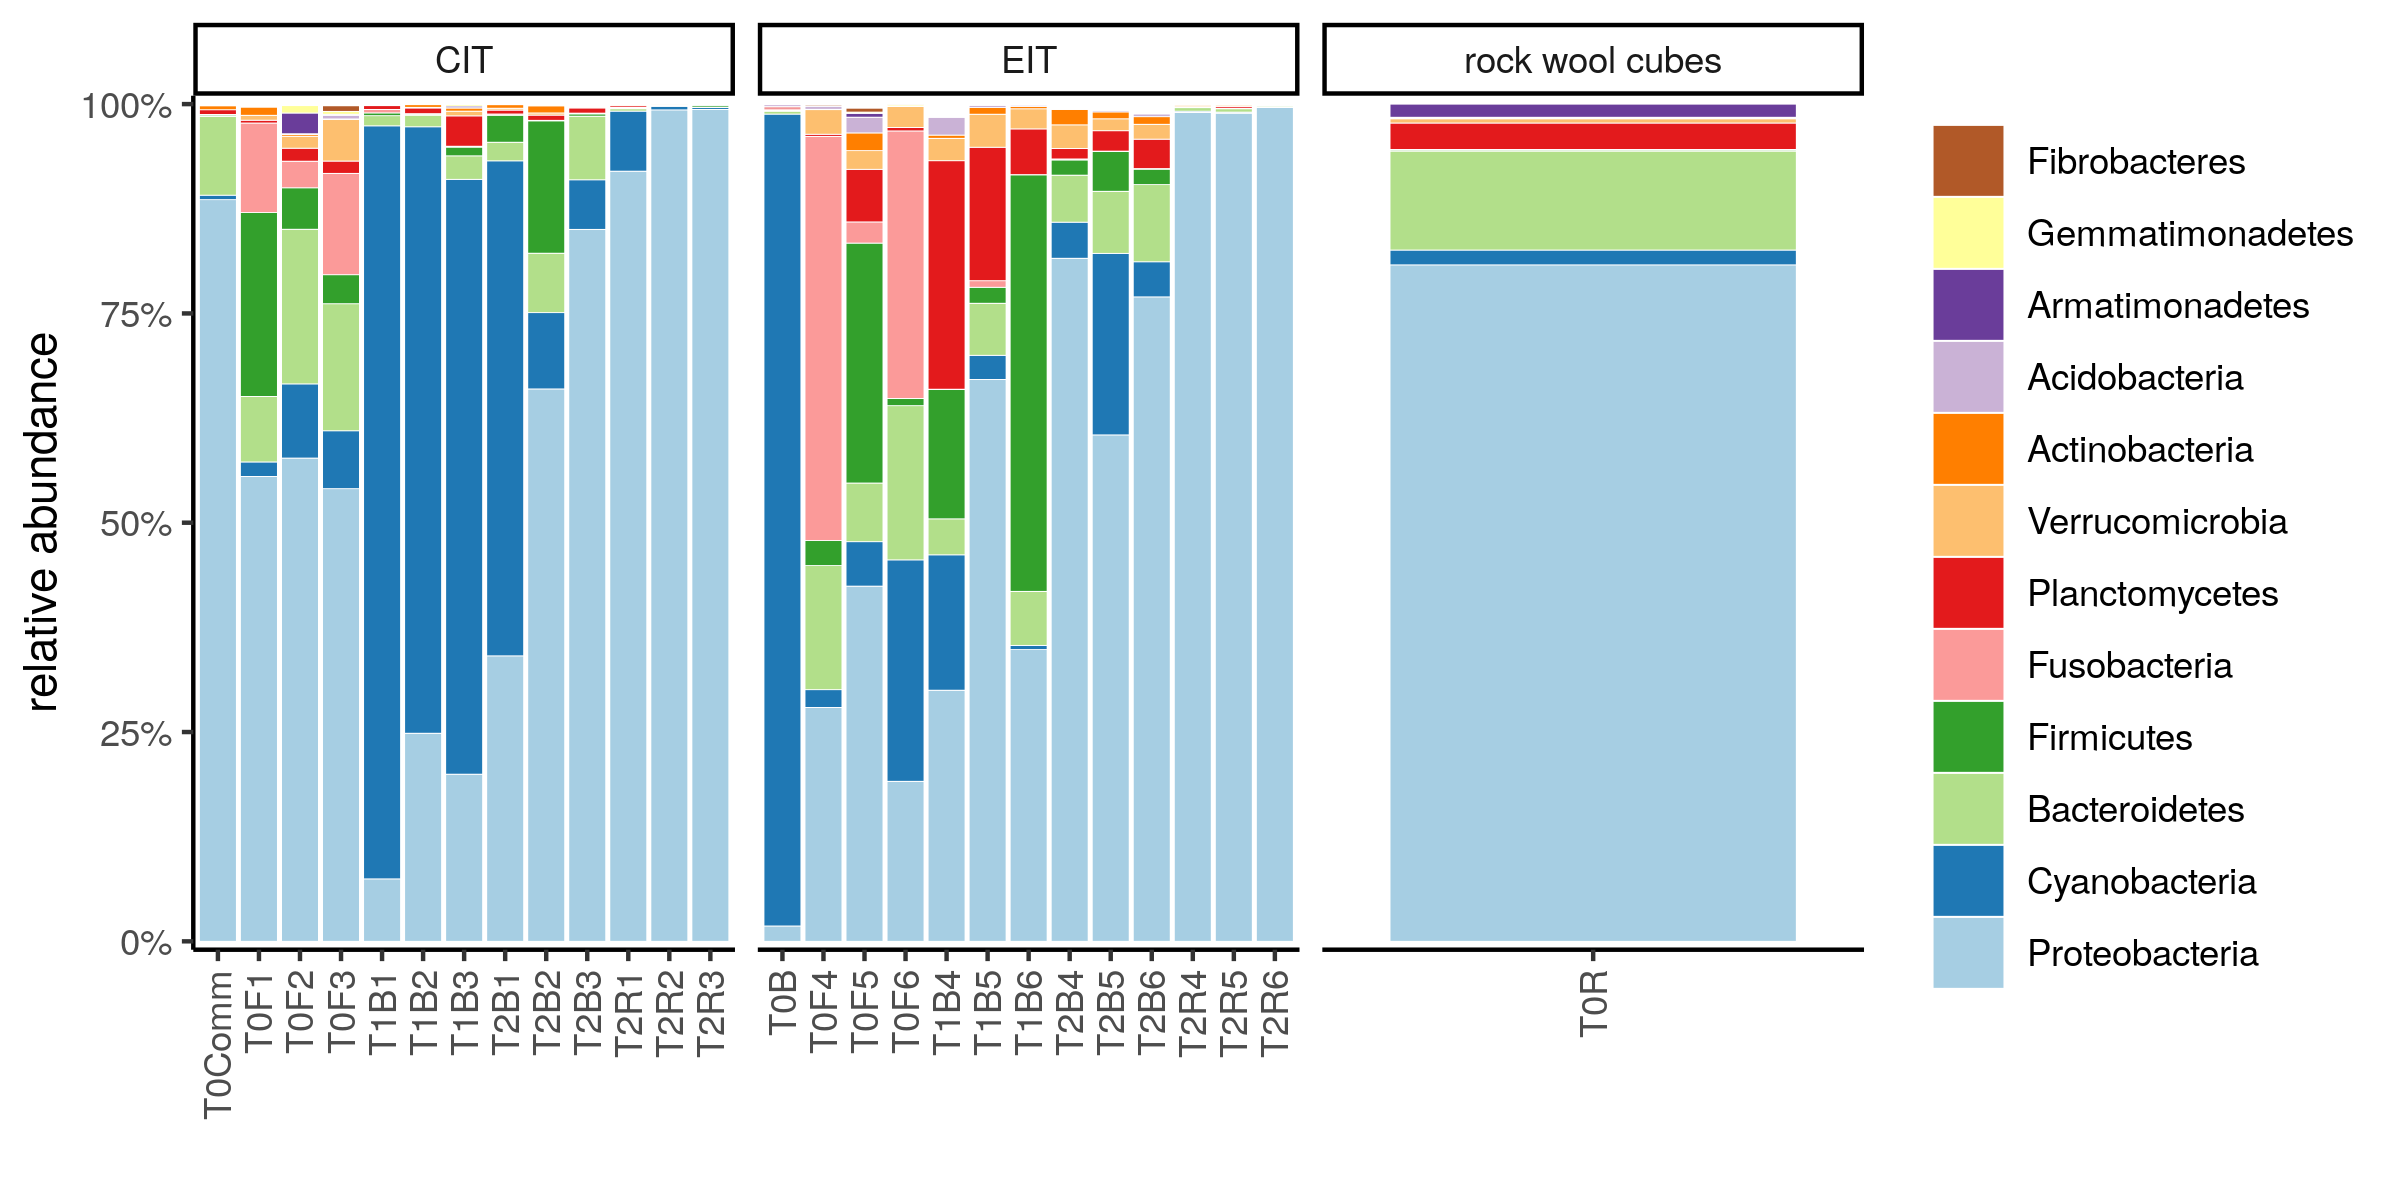 CIT
EIT
rock wool cubes
relative abundance
100%
75%
50%
25%
0%
T0Comm
T0F1
T0F2
T0F3
T1B1
T1B2
T1B3
T2B1
T2B2
T2B3
T2R1
T2R2
T2R3
T0B
T0F4
T0F5
T0F6
T1B4
T1B5
T1B6
T2B4
T2B5
T2B6
T2R4
T2R5
T2R6
T0R
Fibrobacteres
Gemmatimonadetes
Armatimonadetes
Acidobacteria
Actinobacteria
Verrucomicrobia
Planctomycetes
Fusobacteria
Firmicutes
Bacteroidetes
Cyanobacteria
Proteobacteria